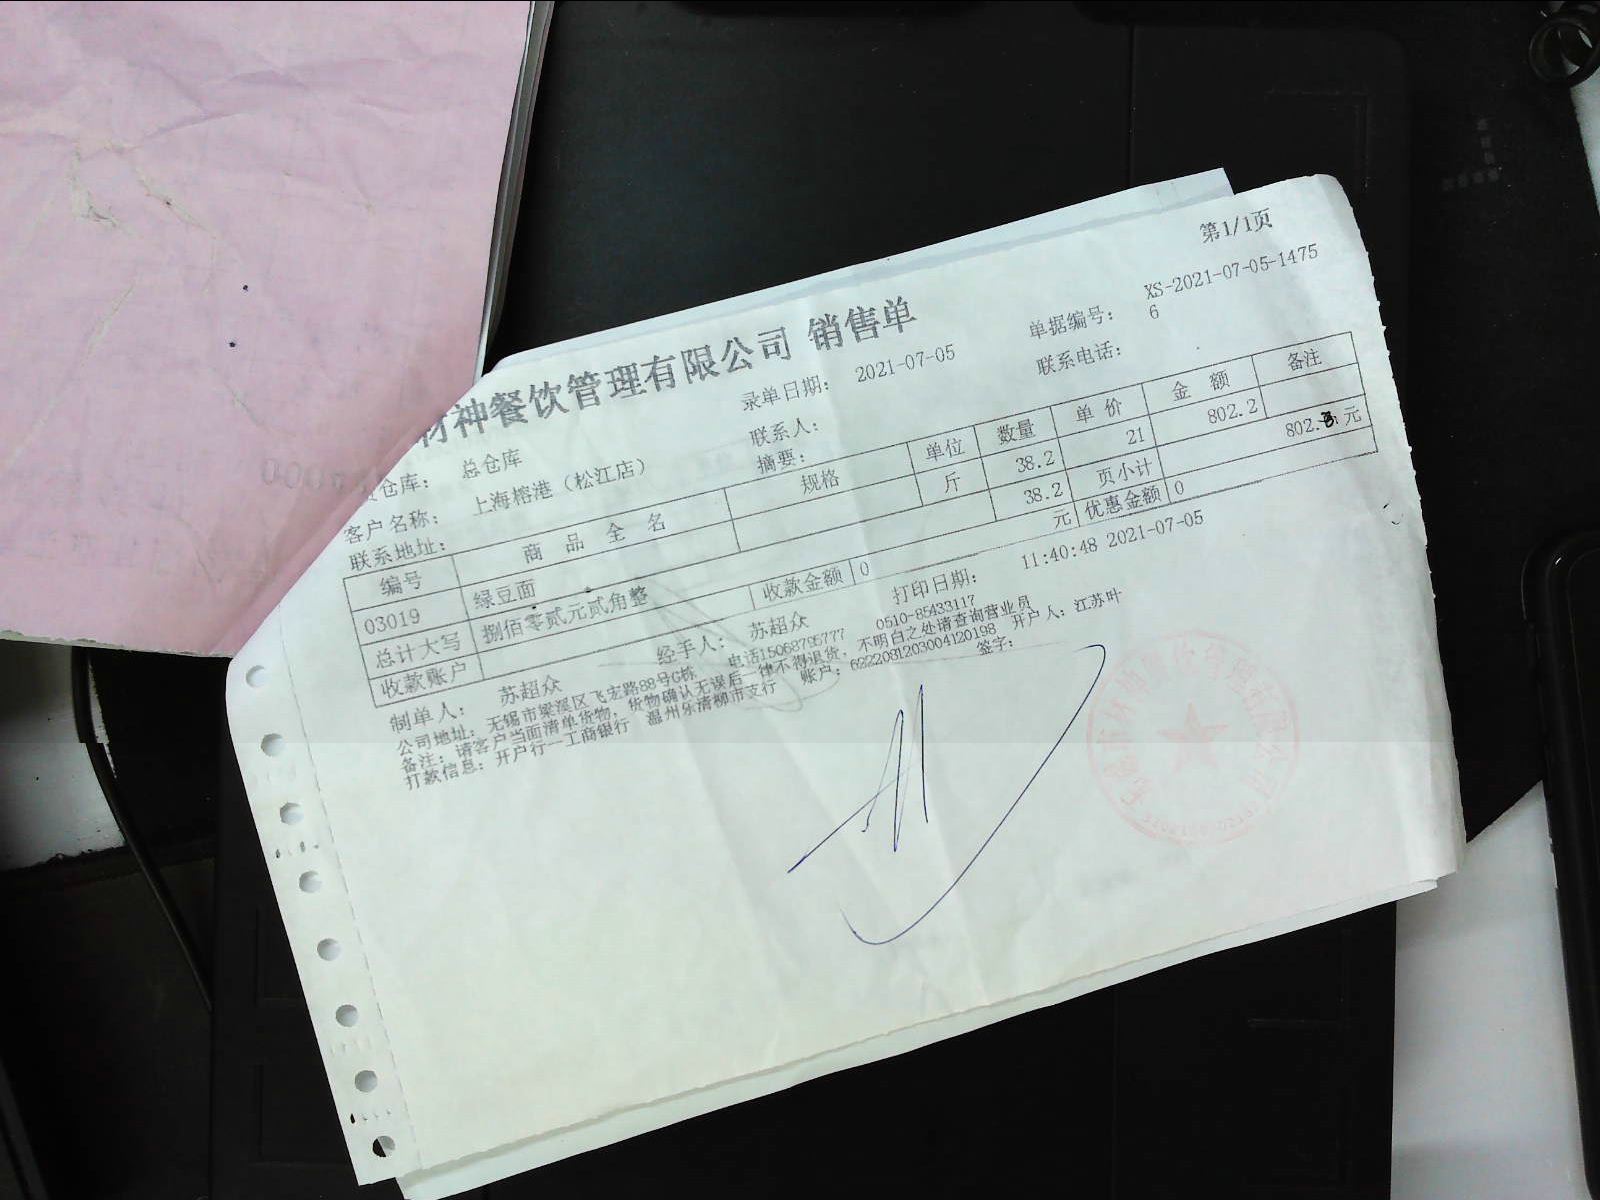 第1/1页
材神餐饮管理有限公司 销售单
仓库： 总仓库 录单日期： 2021-07-05 单据编号： XS-2021-07-05-14756
客户名称： 上海榕港（松江店） 联系人： 联系电话：
联系地址： 摘要：
编号 商品全名 规格 单位 数量 单价 金额 备注
03019 绿豆面 斤 38.2 21 802.2
总计大写 捌佰零贰元贰角整 38.2 页小计 802. 元
收款账户 收款金额 0 元 优惠金额 0
制单人： 苏超众 经手人： 苏超众 打印日期： 11:40:48 2021-07-05
公司地址：无锡市梁溪区飞宏路88号G栋 电话15068795777 0510-85433117
备注：请客户当面清单货物，货物确认无误后一律不得退货，不明白之处请查询营业员
打款信息：开户行—工商银行 温州乐清柳市支行 账户：6222081203004120198 开户人：江苏叶
签字：